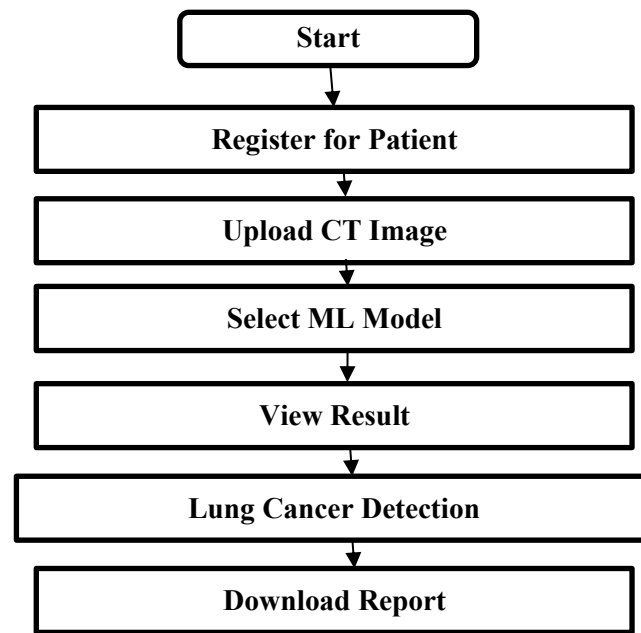 Start
Register for Patient
Upload CT Image
Select ML Model
View Result
Lung Cancer Detection
Download Report